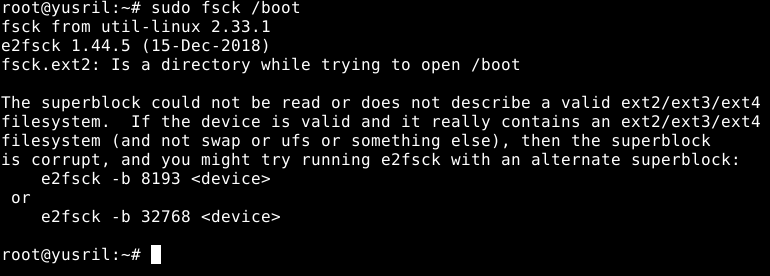 root@yusril:~# sudo fsck /boot
fsck from util-linux 2.33.1
e2fsck 1.44.5 (15-Dec-2018)
fsck.ext2: Is a directory while trying to open /boot

The superblock could not be read or does not describe a valid ext2/ext3/ext4
filesystem.  If the device is valid and it really contains an ext2/ext3/ext4
filesystem (and not swap or ufs or something else), then the superblock
is corrupt, and you might try running e2fsck with an alternate superblock:
    e2fsck -b 8193 <device>
 or
    e2fsck -b 32768 <device>

root@yusril:~#